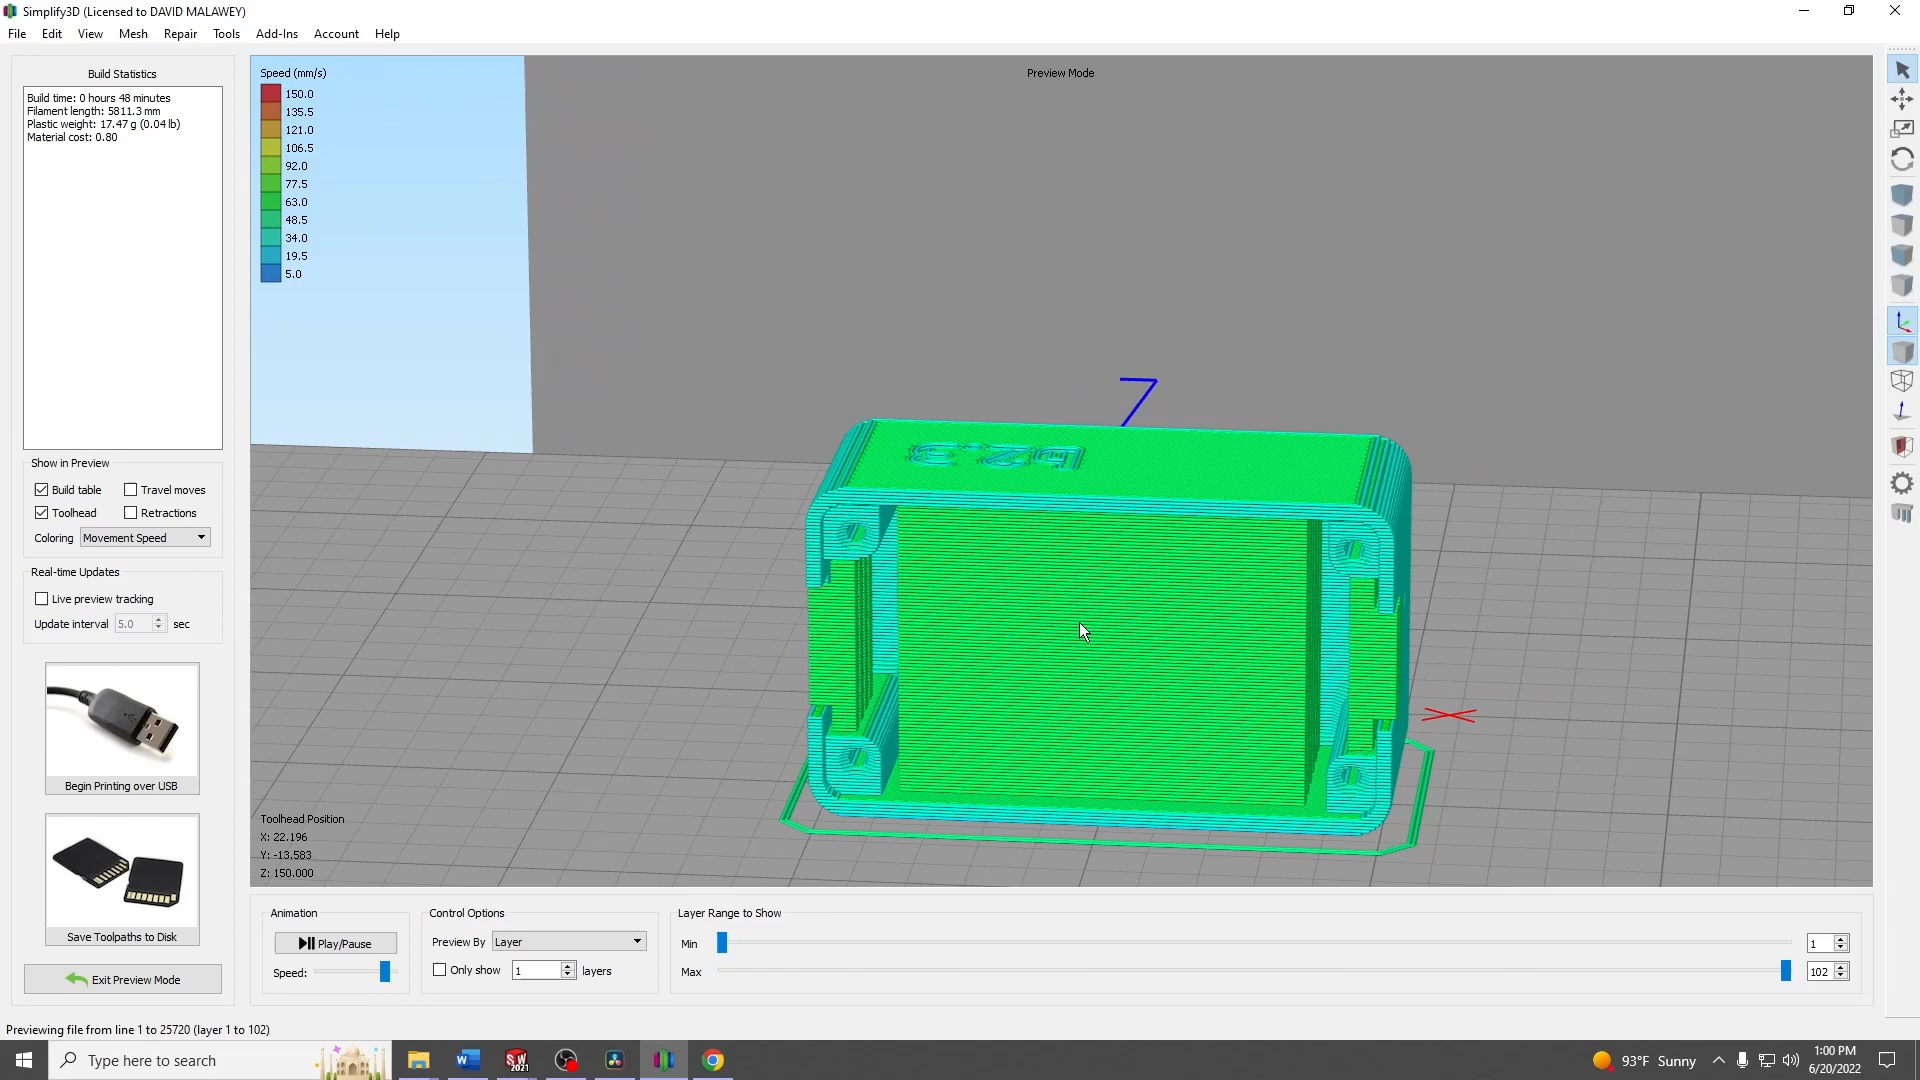 Simplify3D (Licensed to DAVID MALAWEY)
File Edit View Mesh Repair Tools Add-Ins Account Help
Build Statistics
Build time: 0 hours 48 minutes
Filament length: 5811.3 mm
Plastic weight: 17.47 g (0.04 lb)
Material cost: 0.80
Speed (mm/s)
150.0
135.5
121.0
106.5
92.0
77.5
63.0
48.5
34.0
19.5
5.0
Preview Mode
Show in Preview
Build table Travel moves
Toolhead Retractions
Coloring Movement Speed
Real-time Updates
Live preview tracking
Update interval 5.0 sec
Begin Printing over USB
Save Toolpaths to Disk
Exit Preview Mode
Toolhead Position
X: 22.196
Y: -13.583
Z: 150.000
Animation
Play/Pause
Speed:
Control Options
Preview By Layer
Only show 1 layers
Layer Range to Show
Min 1
Max 102
Previewing file from line 1 to 25720 (layer 1 to 102)
Type here to search
SW
2021
93°F Sunny
1:00 PM
6/20/2022